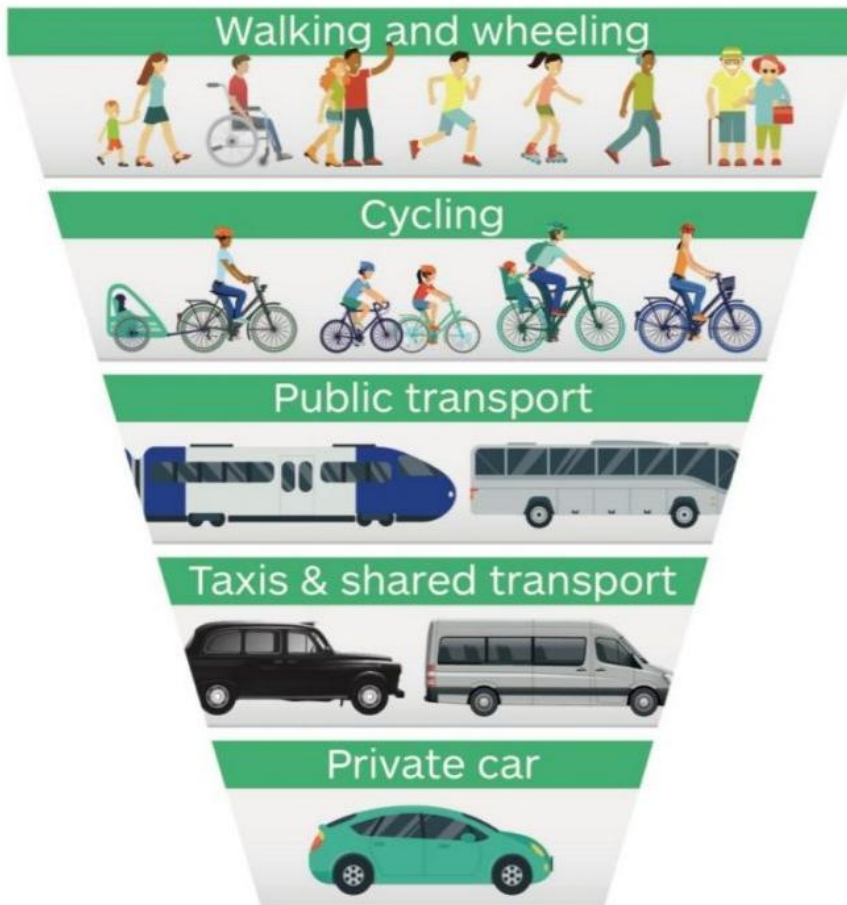 Walking and wheeling
Cycling
Public transport
Taxis & shared transport
Private car